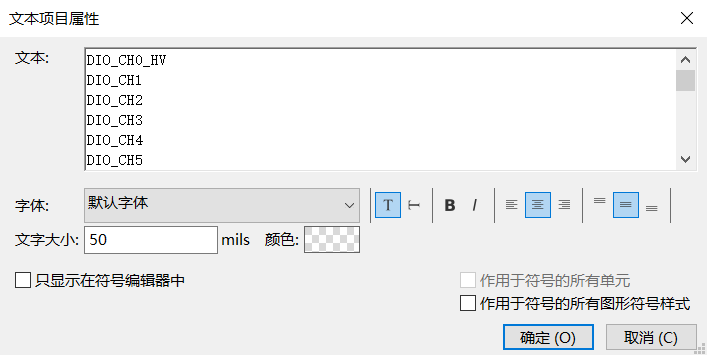 文本项目属性
文本:
DIO_CH0_HV
DIO_CH1
DIO_CH2
DIO_CH3
DIO_CH4
DIO_CH5
字体: 默认字体 T T B I
文字大小: 50 mils 颜色:
只显示在符号编辑器中
作用于符号的所有单元
作用于符号的所有图形符号样式
确定 (O) 取消 (C)